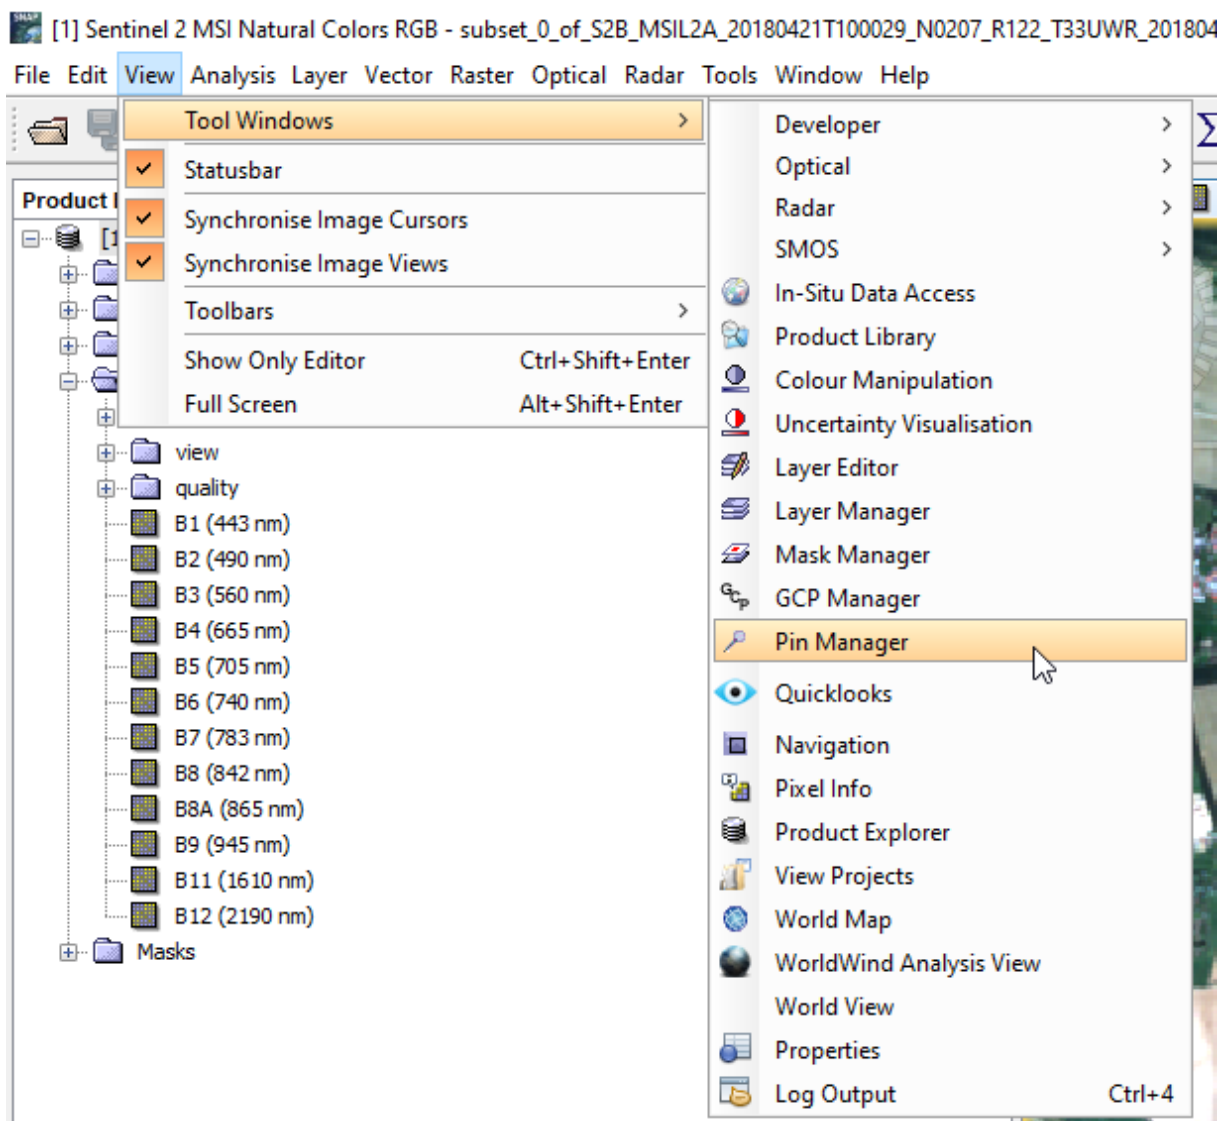 [1] Sentinel 2 MSI Natural Colors RGB - subset_0_of_S2B_MSIL2A_20180421T100029_N0207_R122_T33UWR_201804
File Edit View Analysis Layer Vector Raster Optical Radar Tools Window Help
Tool Windows
Statusbar
Synchronise Image Cursors
Synchronise Image Views
Toolbars
Show Only Editor Ctrl+Shift+Enter
Full Screen Alt+Shift+Enter
Developer
Optical
Radar
SMOS
In-Situ Data Access
Product Library
Colour Manipulation
Uncertainty Visualisation
Layer Editor
Layer Manager
Mask Manager
GCP Manager
Pin Manager
Quicklooks
Navigation
Pixel Info
Product Explorer
View Projects
World Map
WorldWind Analysis View
World View
Properties
Log Output Ctrl+4
Product
[1
view
quality
B1 (443 nm)
B2 (490 nm)
B3 (560 nm)
B4 (665 nm)
B5 (705 nm)
B6 (740 nm)
B7 (783 nm)
B8 (842 nm)
B8A (865 nm)
B9 (945 nm)
B11 (1610 nm)
B12 (2190 nm)
Masks